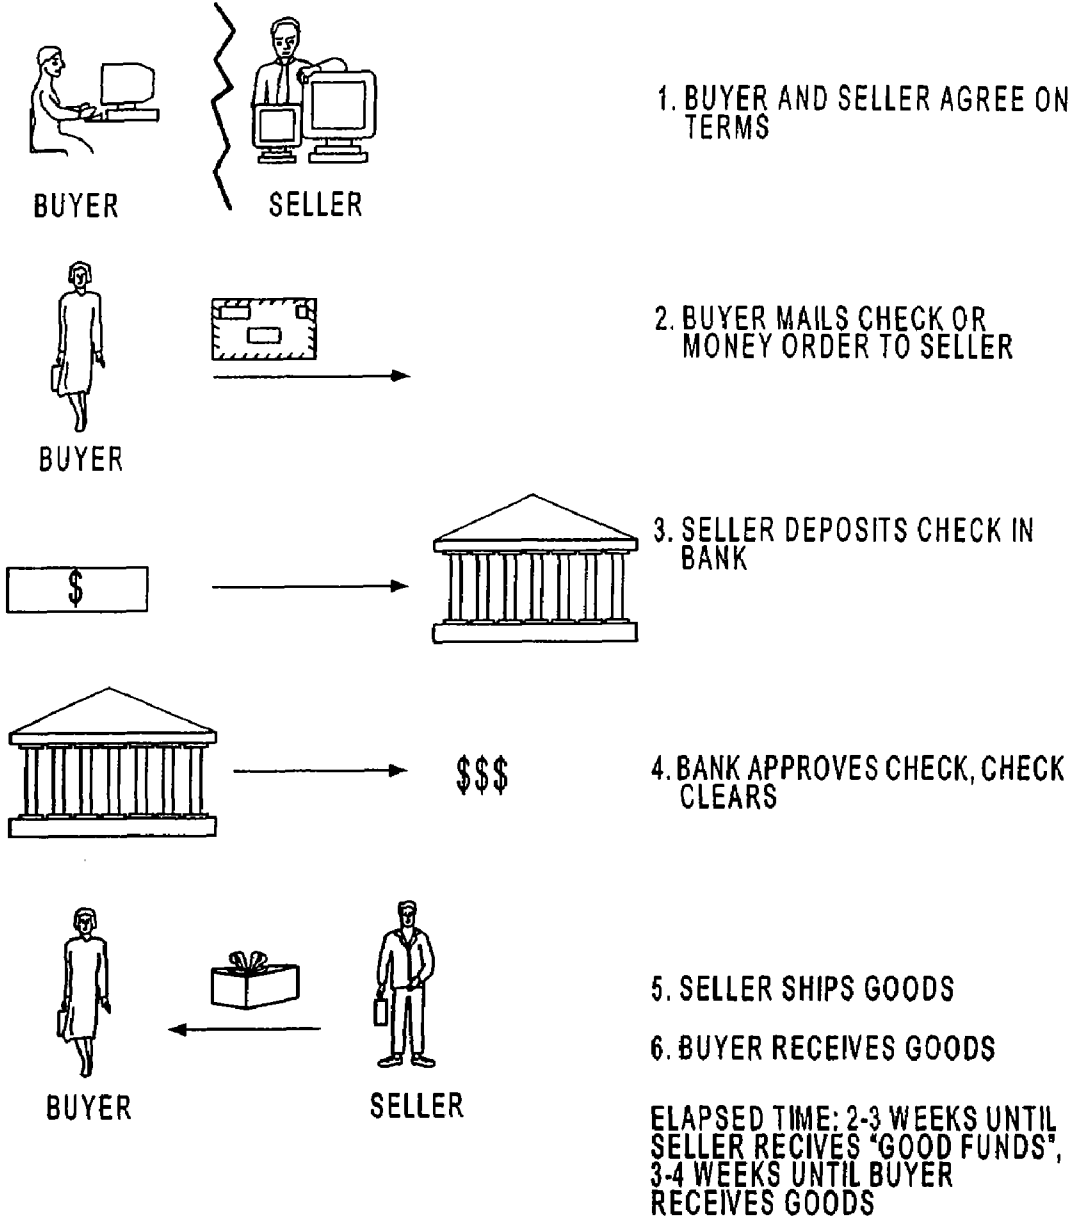 BUYER
SELLER
1. BUYER AND SELLER AGREE ON
TERMS
BUYER
2. BUYER MAILS CHECK OR
MONEY ORDER TO SELLER
$
3. SELLER DEPOSITS CHECK IN
BANK
$$$
4. BANK APPROVES CHECK, CHECK
CLEARS
BUYER
SELLER
5. SELLER SHIPS GOODS
6. BUYER RECEIVES GOODS
ELAPSED TIME: 2-3 WEEKS UNTIL
SELLER RECIVES "GOOD FUNDS",
3-4 WEEKS UNTIL BUYER
RECEIVES GOODS